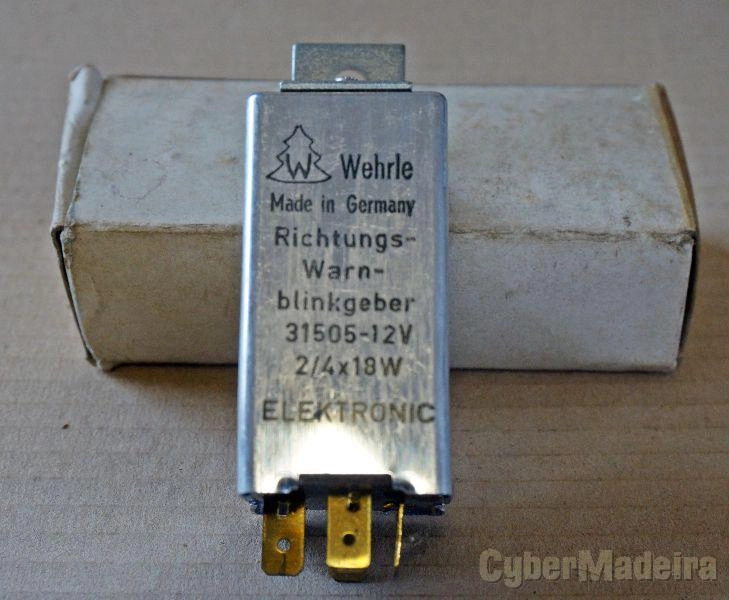 W Wehrle
Made in Germany
Richtungs-
Warn-
blinkgeber
31505-12V
2/4x18W
ELEKTRONIC
CyberMadeira